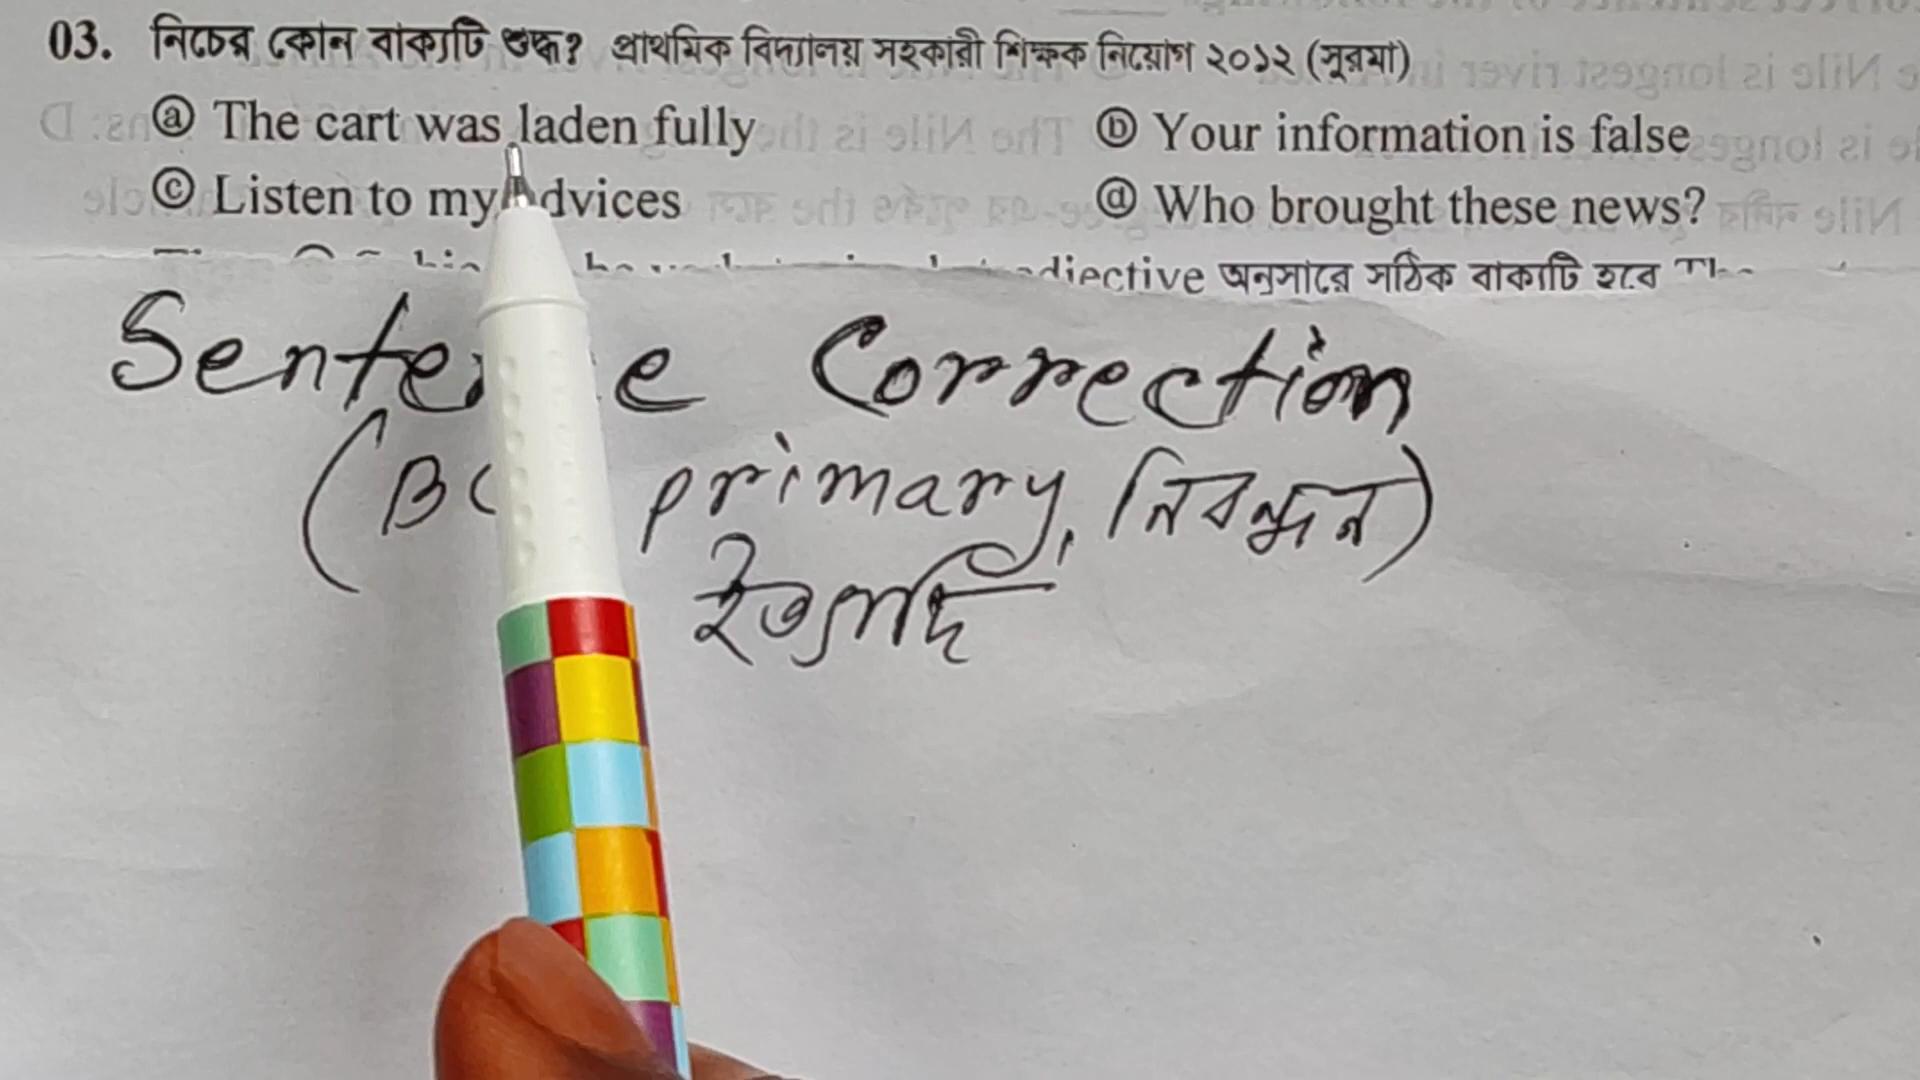 03. নিচের কোন বাক্যটি শুদ্ধ? প্রাথমিক বিদ্যালয় সহকারী শিক্ষক নিয়োগ ২০১২ (সুরমা)
ⓐ The cart was laden fully ⓑ Your information is false
ⓒ Listen to my advices ⓓ Who brought these news?
adjective অনুসারে সঠিক বাক্যটি হবে
Sentence Correction
(BC primary, নিবন্ধন)
ইত্যাদি